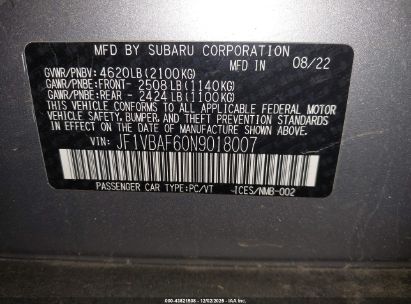 MFD. BY SUBARU CORPORATION
MFD IN 08/22
GVWR/PNBV: 4620LB(2100KG)
GAWR/PNBE:FRONT- 2508LB(1140KG)
GAWR/PNBE:REAR - 2424LB(1100KG)
THIS VEHICLE CONFORMS TO ALL APPLICABLE FEDERAL MOTOR
VEHICLE SAFETY, BUMPER, AND THEFT PREVENTION STANDARDS
IN EFFECT ON THE DATE OF MANUFACTURE SHOWN ABOVE.
VIN: JF1VBAF60N9018007
PASSENGER CAR TYPE:PC/VT ICES/NMB-002